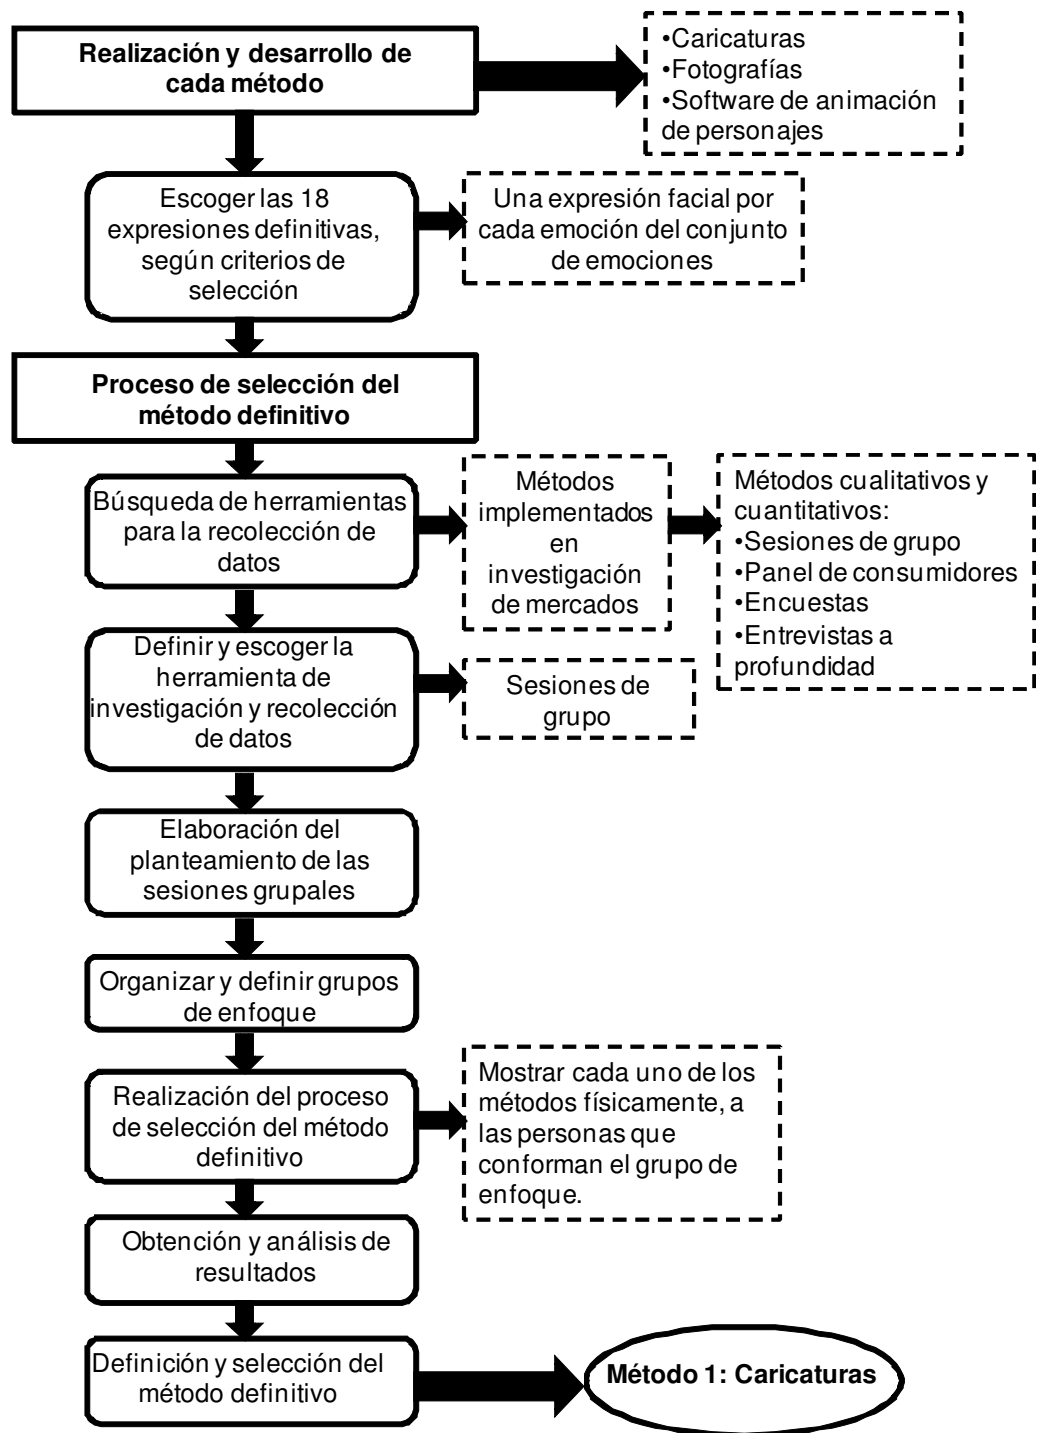 Realización y desarrollo de
cada método
•Caricaturas
•Fotografías
•Software de animación
de personajes
Escoger las 18
expresiones definitivas,
según criterios de
selección
Una expresión facial por
cada emoción del conjunto
de emociones
Proceso de selección del
método definitivo
Búsqueda de herramientas
para la recolección de
datos
Métodos
implementados
en
investigación
de mercados
Métodos cualitativos y
cuantitativos:
•Sesiones de grupo
•Panel de consumidores
•Encuestas
•Entrevistas a
profundidad
Definir y escoger la
herramienta de
investigación y recolección
de datos
Sesiones de
grupo
Elaboración del
planteamiento de las
sesiones grupales
Organizar y definir grupos
de enfoque
Realización del proceso
de selección del método
definitivo
Mostrar cada uno de los
métodos físicamente, a
las personas que
conforman el grupo de
enfoque.
Obtención y análisis de
resultados
Definición y selección del
método definitivo
Método 1: Caricaturas